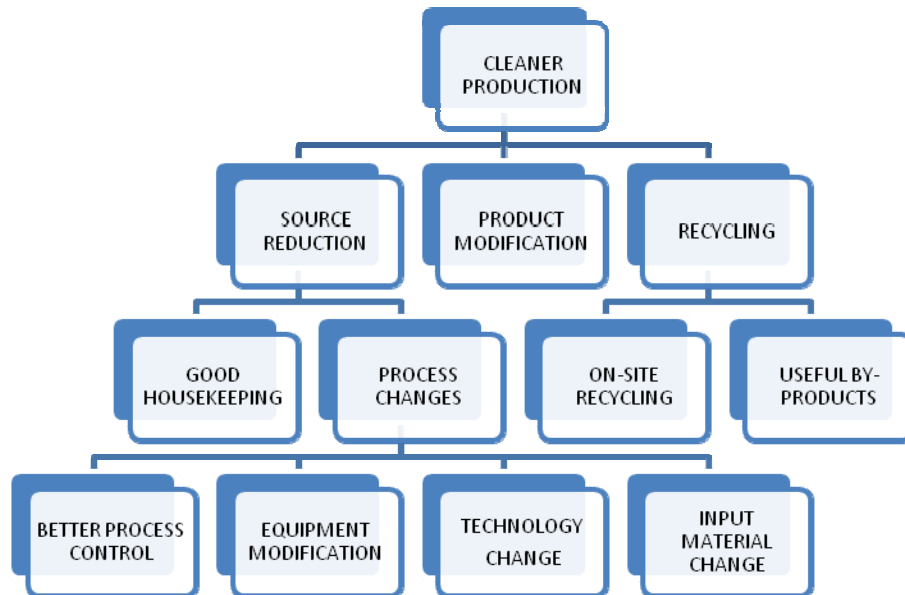 CLEANER
PRODUCTION
SOURCE
REDUCTION
PRODUCT
MODIFICATION
RECYCLING
GOOD
HOUSEKEEPING
PROCESS
CHANGES
ON-SITE
RECYCLING
USEFUL BY-
PRODUCTS
BETTER PROCESS
CONTROL
EQUIPMENT
MODIFICATION
TECHNOLOGY
CHANGE
INPUT
MATERIAL
CHANGE